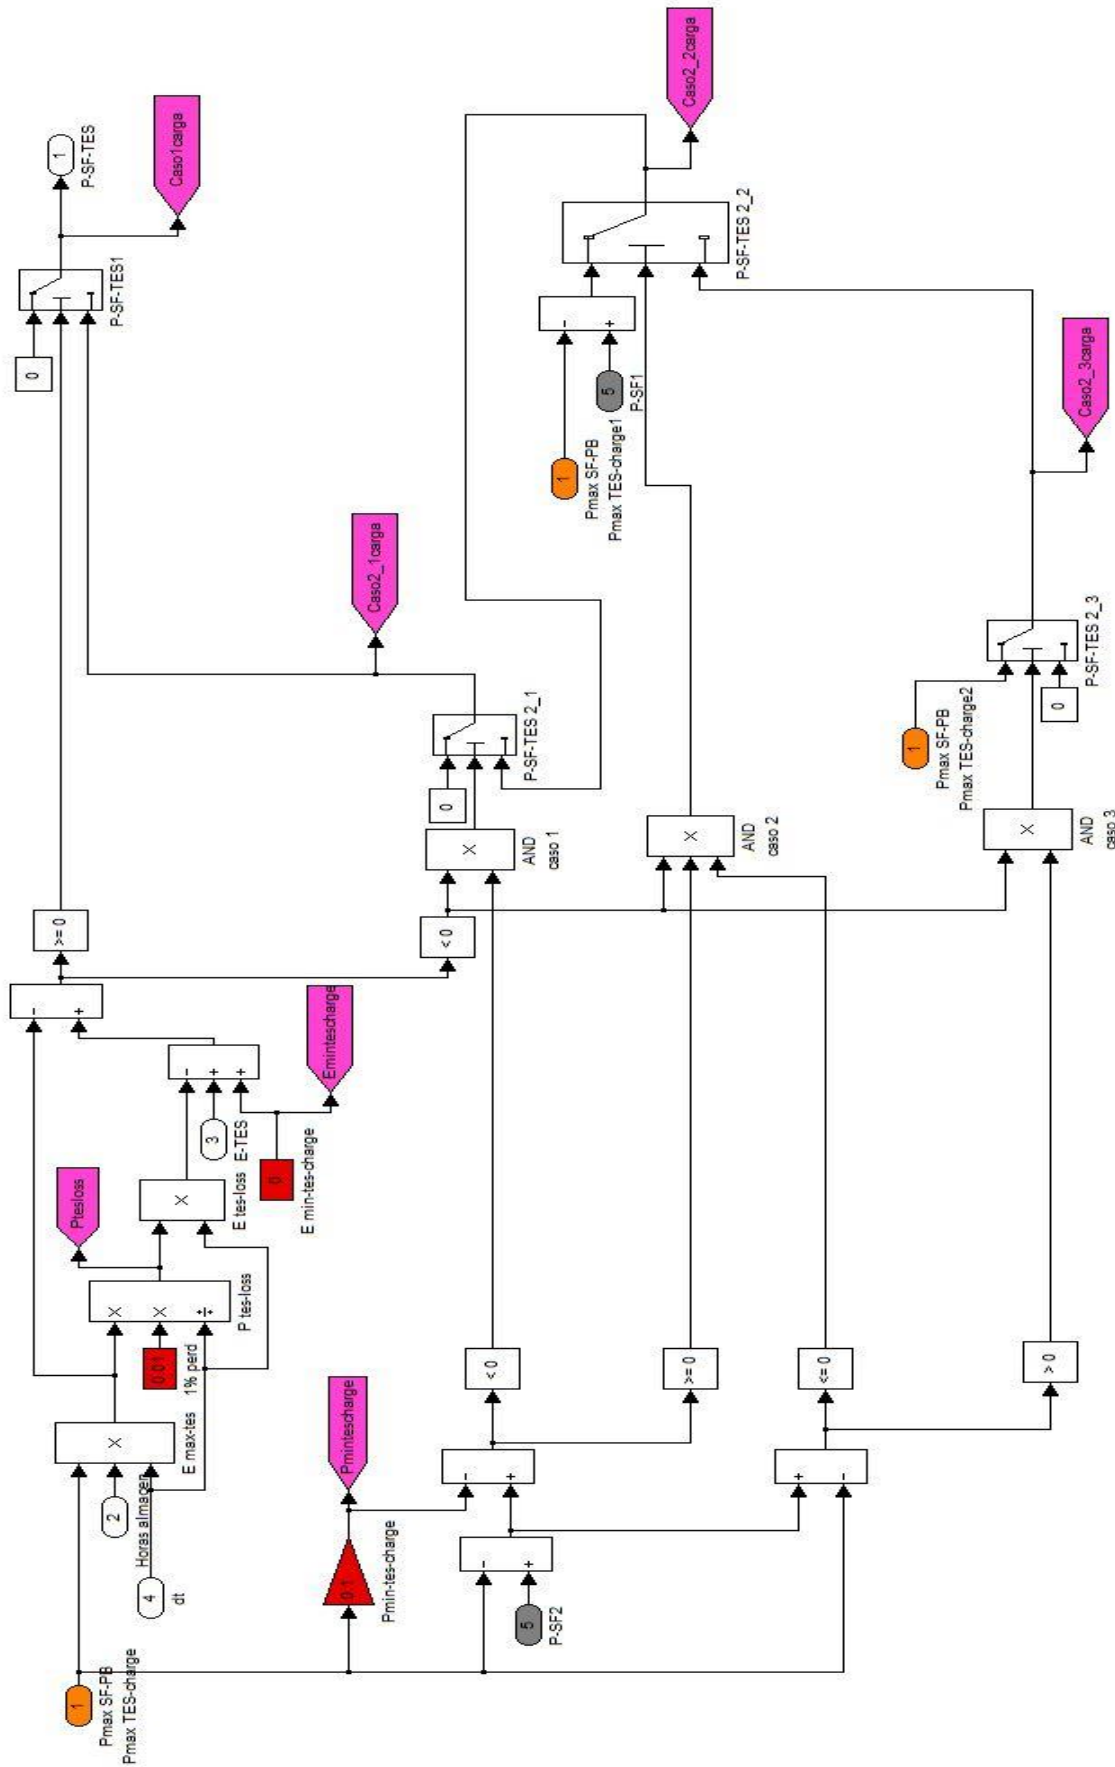 1
P-SF-TES
Caso1carga
0
P-SF-TES1
>= 0
-
+
Ptesloss
X
X
÷
P tes-loss
0.01
1% perd
X
E max-tes
2
Horas almacen
4
dt
1
Pmax SF-PB
Pmax TES-charge
X
E tes-loss
-
+
+
3
E-TES
0
E min-tes-charge
Emintescharge
Caso2_1carga
0
P-SF-TES 2_1
< 0
X
AND
caso 1
Pmintescharge
0.1
Pmin-tes-charge
-
+
< 0
>= 0
-
+
5
P-SF2
Caso2_2carga
P-SF-TES 2_2
-
+
1
Pmax SF-PB
Pmax TES-charge1
5
P-SF1
X
AND
caso 2
+
-
<= 0
> 0
Caso2_3carga
0
P-SF-TES 2_3
1
Pmax SF-PB
Pmax TES-charge2
X
AND
caso 3